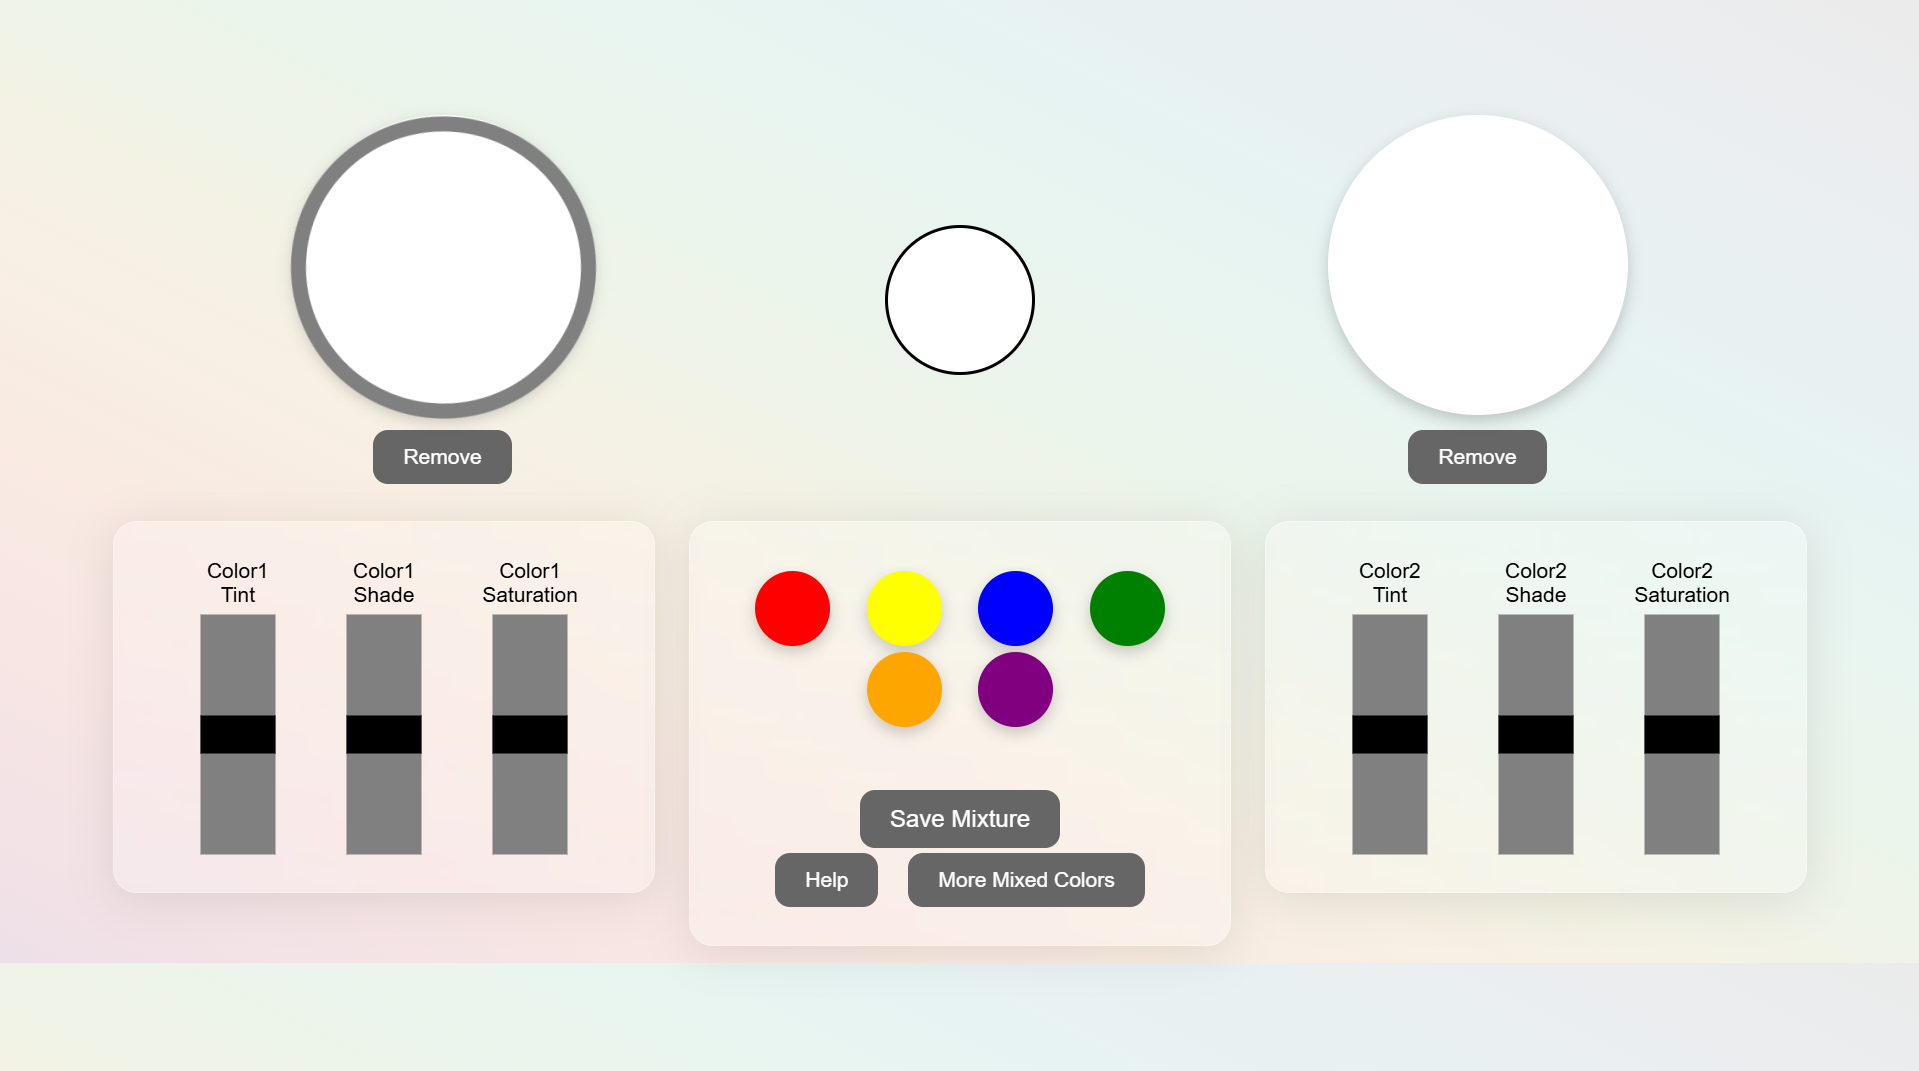 Remove
Remove
Color1
Tint
Color1
Shade
Color1
Saturation
Save Mixture
Help
More Mixed Colors
Color2
Tint
Color2
Shade
Color2
Saturation